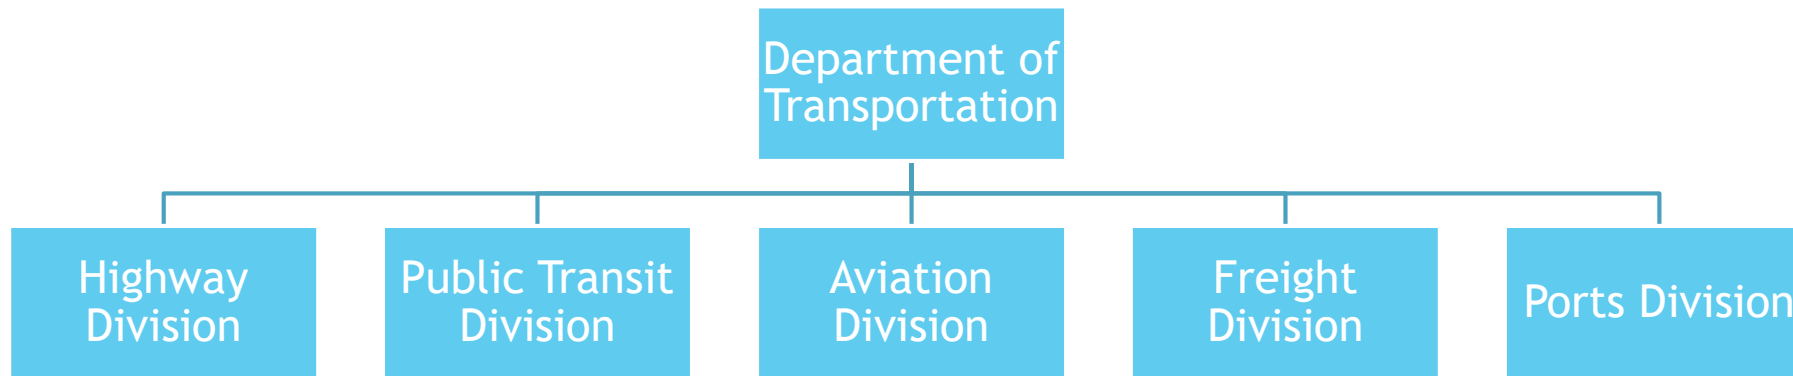 Department of
Transportation
Highway
Division
Public Transit
Division
Aviation
Division
Freight
Division
Ports Division